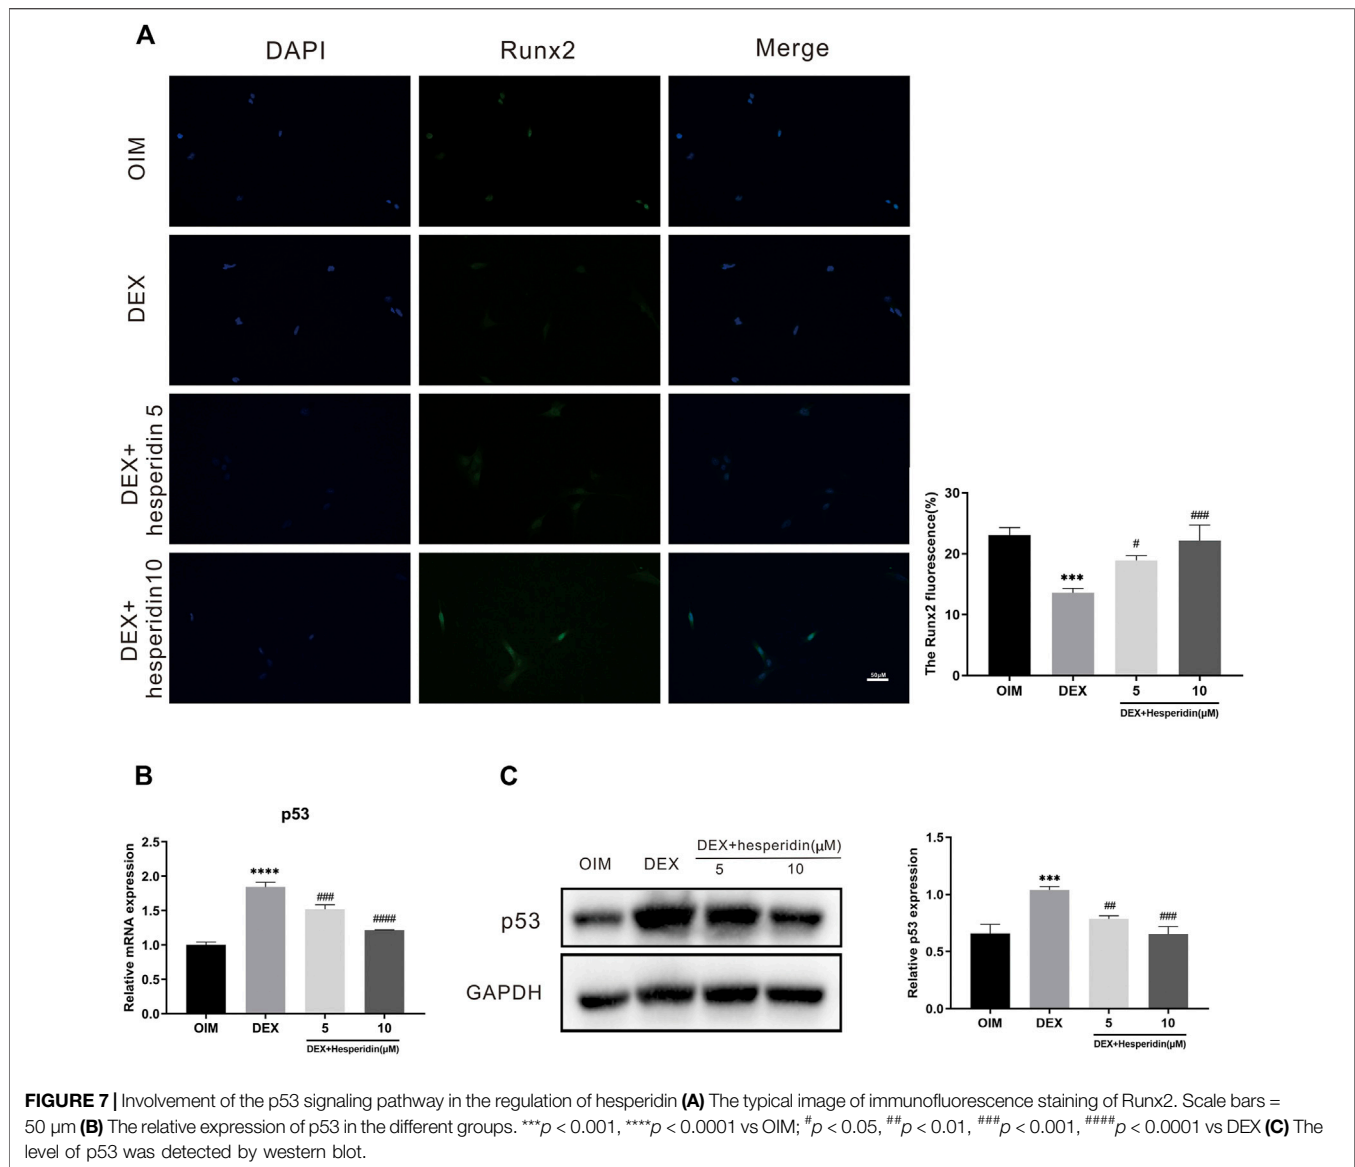 A
DAPI
Runx2
Merge
OIM
DEX
DEX+
hesperidin 5
DEX+
hesperidin10
50μM
The Runx2 fluorescence(%)
30
20
10
0
***
#
###
OIM
DEX
5
10
DEX+Hesperidin(μM)
B
p53
Relative mRNA expression
2.5
2.0
1.5
1.0
0.5
0.0
****
###
####
OIM
DEX
5
10
DEX+Hesperidin(μM)
C
OIM
DEX
DEX+hesperidin(μM)
5
10
p53
GAPDH
Relative p53 expression
1.5
1.0
0.5
0.0
***
##
###
OIM
DEX
5
10
DEX+Hesperidin(μM)
FIGURE 7 | Involvement of the p53 signaling pathway in the regulation of hesperidin (A) The typical image of immunofluorescence staining of Runx2. Scale bars =
50 μm (B) The relative expression of p53 in the different groups. ***p < 0.001, ****p < 0.0001 vs OIM; #p < 0.05, ##p < 0.01, ###p < 0.001, ####p < 0.0001 vs DEX (C) The
level of p53 was detected by western blot.